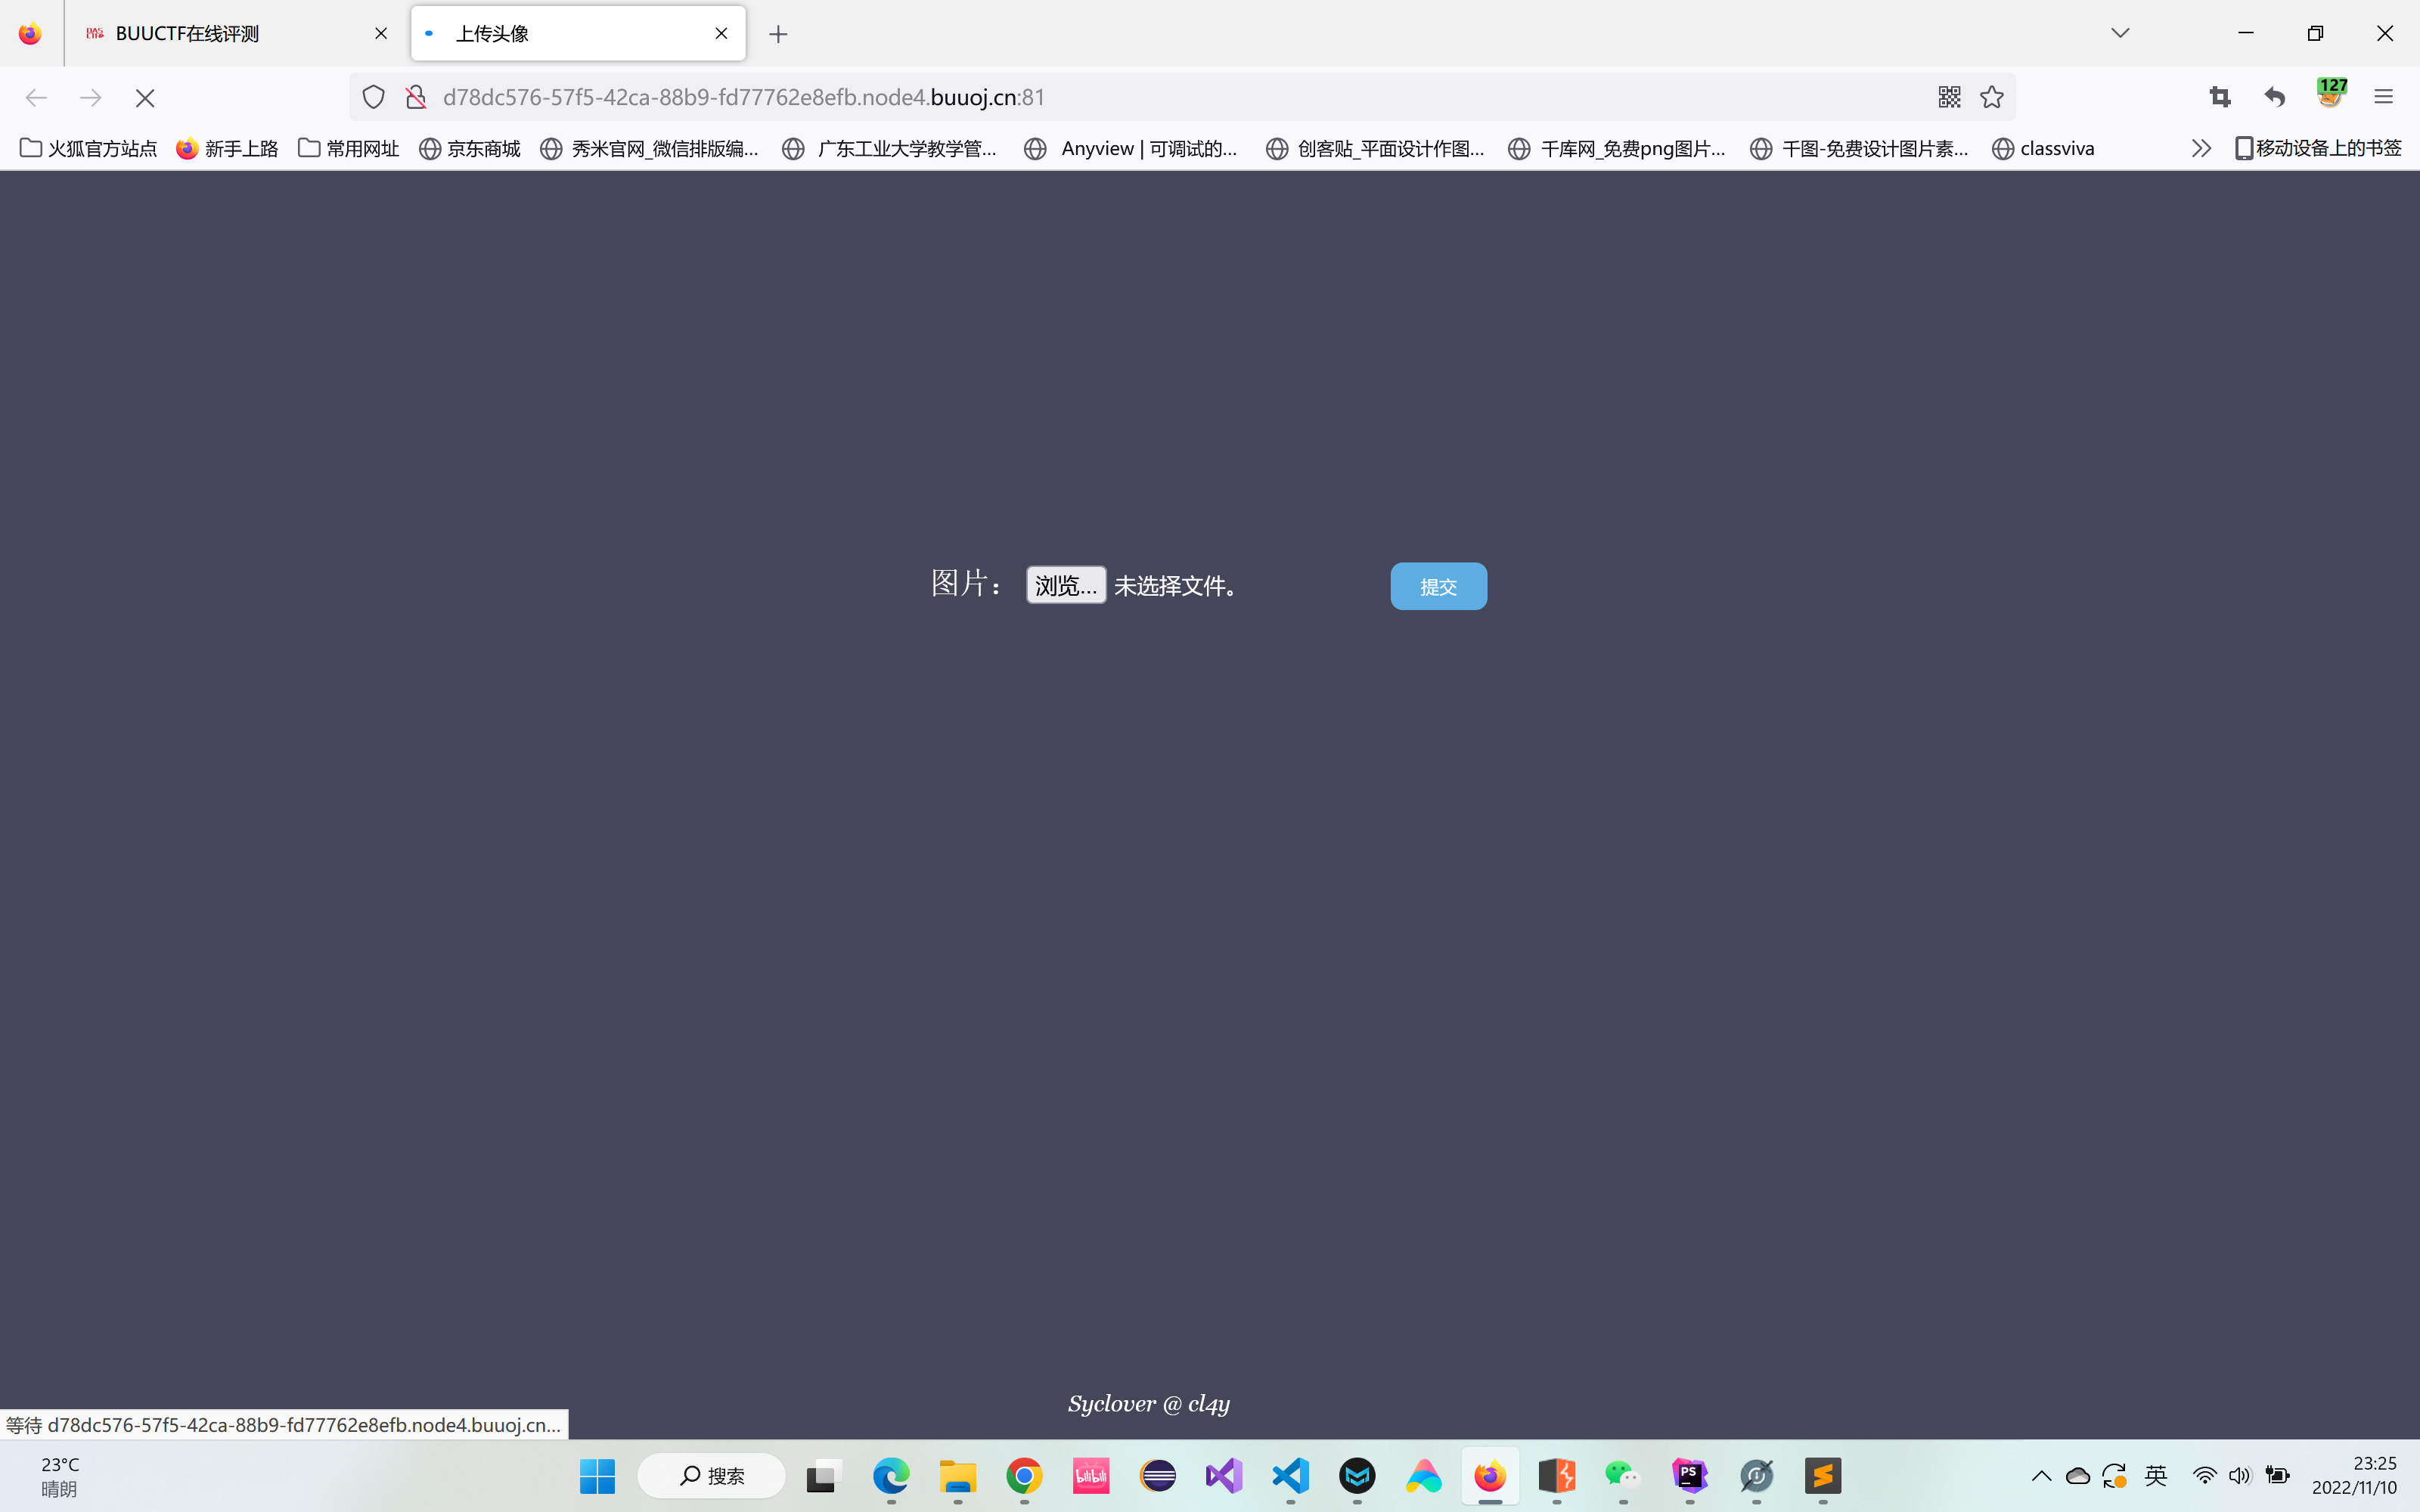 BUUCTF在线评测
上传头像
d78dc576-57f5-42ca-88b9-fd77762e8efb.node4.buuoj.cn:81
127
火狐官方站点 新手上路 常用网址 京东商城 秀米官网_微信排版编... 广东工业大学教学管... Anyview | 可调试的... 创客贴_平面设计作图... 千库网_免费png图片... 千图-免费设计图片素... classviva 移动设备上的书签
图片： 浏览... 未选择文件。 提交
Syclover @ cl4y
等待 d78dc576-57f5-42ca-88b9-fd77762e8efb.node4.buuoj.cn...
23°C
晴朗
搜索
bilibili
PS
英
23:25
2022/11/10